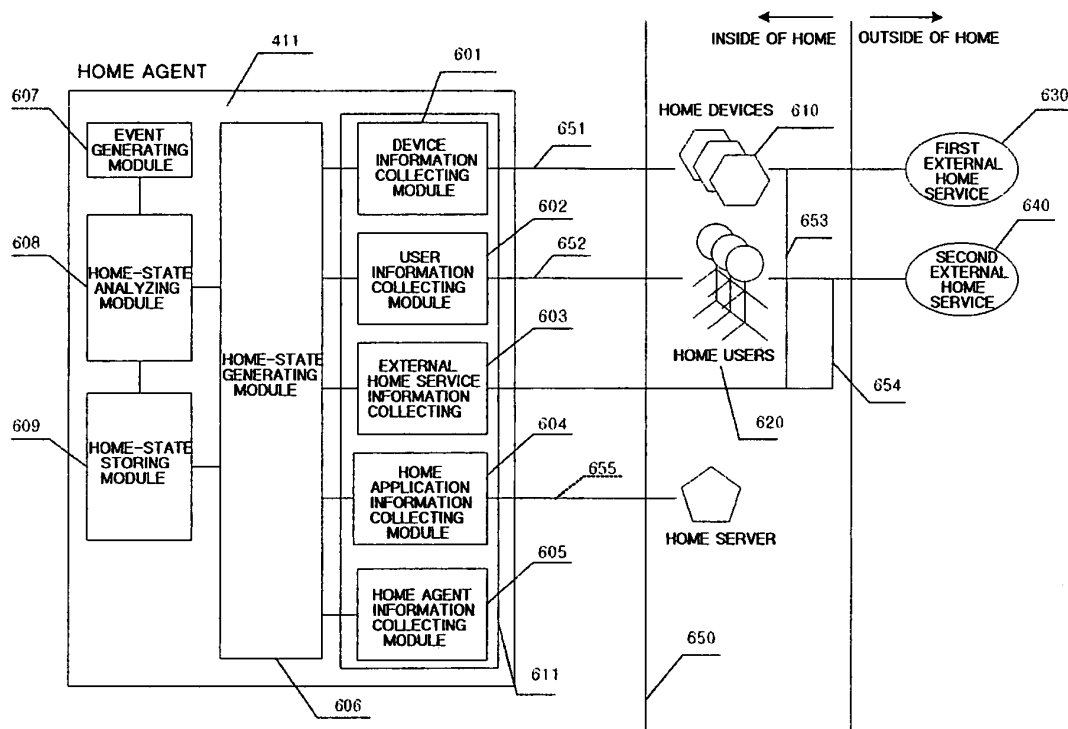 INSIDE OF HOME
OUTSIDE OF HOME
411
HOME AGENT
601
607
EVENT
GENERATING
MODULE
DEVICE
INFORMATION
COLLECTING
MODULE
651
HOME DEVICES
610
630
FIRST
EXTERNAL
HOME
SERVICE
602
608
HOME-STATE
ANALYZING
MODULE
USER
INFORMATION
COLLECTING
MODULE
652
653
640
SECOND
EXTERNAL
HOME
SERVICE
603
HOME-STATE
GENERATING
MODULE
EXTERNAL
HOME SERVICE
INFORMATION
COLLECTING
HOME USERS
654
620
609
HOME-STATE
STORING
MODULE
604
HOME
APPLICATION
INFORMATION
COLLECTING
MODULE
655
HOME SERVER
605
HOME AGENT
INFORMATION
COLLECTING
MODULE
606
611
650